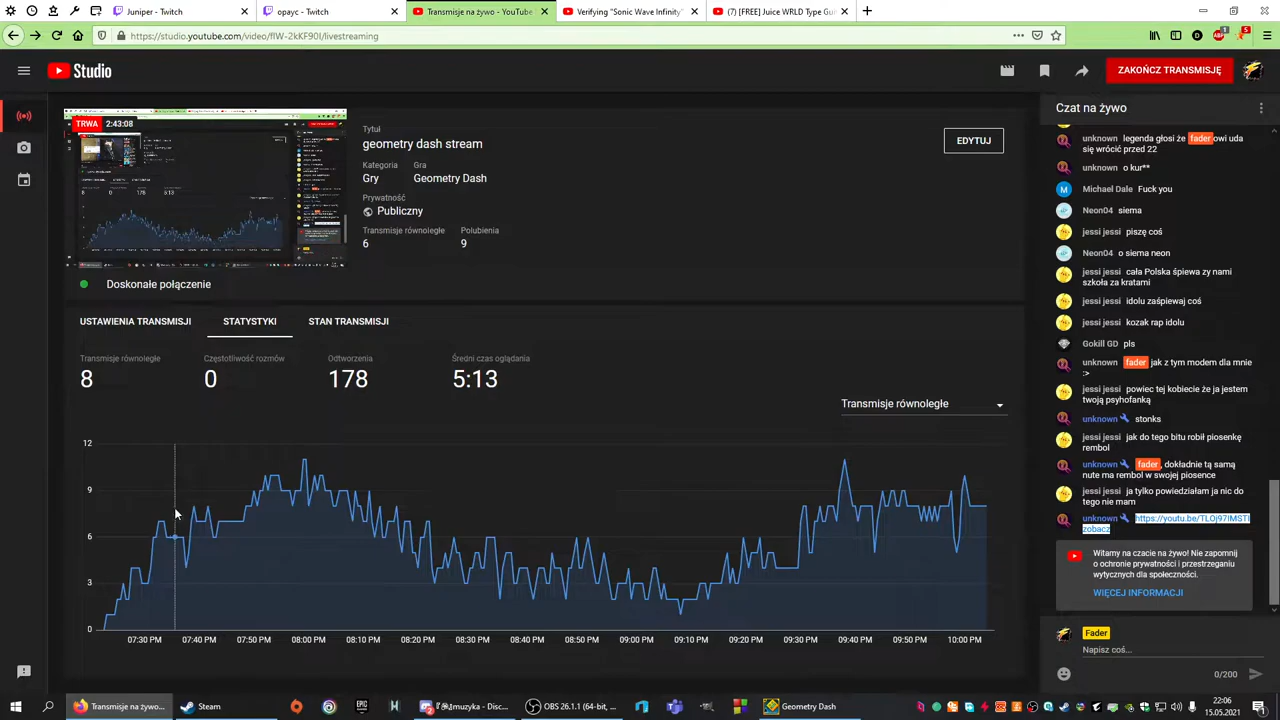 Juniper - Twitch
opayc - Twitch
Transmisje na żywo - YouTube
Verifying "Sonic Wave Infinity"
(7) [FREE] Juice WRLD Type Gui
https://studio.youtube.com/video/fIW-2kKF90I/livestreaming
Studio
ZAKOŃCZ TRANSMISJĘ
TRWA 2:43:08
Tytuł
geometry dash stream
EDYTUJ
Kategoria Gra
Gry Geometry Dash
Prywatność
Publiczny
Transmisje równoległe Polubienia
6 9
Doskonałe połączenie
USTAWIENIA TRANSMISJI STATYSTYKI STAN TRANSMISJI
Transmisje równoległe Częstotliwość rozmów Odtworzenia Średni czas oglądania
8 0 178 5:13
Transmisje równoległe
12
9
6
3
0
07:30 PM 07:40 PM 07:50 PM 08:00 PM 08:10 PM 08:20 PM 08:30 PM 08:40 PM 08:50 PM 09:00 PM 09:10 PM 09:20 PM 09:30 PM 09:40 PM 09:50 PM 10:00 PM
Czat na żywo
unknown legenda głosi że fader owi uda
się wrócić przed 22
unknown o kur**
Michael Dale Fuck you
Neon04 siema
jessi jessi piszę coś
Neon04 o siema neon
jessi jessi cała Polska śpiewa zy nami
szkoła za kratami
jessi jessi idolu zaśpiewaj coś
jessi jessi kozak rap idolu
Gokill GD pls
unknown fader jak z tym modem dla mnie
:>
jessi jessi powiec tej kobiecie że ja jestem
twoją psyhofanką
unknown stonks
jessi jessi jak do tego bitu robił piosenkę
rembol
unknown fader, dokładnie tą samą
nute ma rembol w swojej piosence
jessi jessi ja tylko powiedziałam ja nic do
tego nie mam
unknown https://youtu.be/TLOj97IMSTI
zobacz
Witamy na czacie na żywo! Nie zapomnij
o ochronie prywatności i przestrzeganiu
wytycznych dla społeczności.
WIĘCEJ INFORMACJI
Fader
Napisz coś...
0/200
Transmisje na żywo...
Steam
EPIC
muzyka - Disc...
OBS 26.1.1 (64-bit, ...
Geometry Dash
22:06
15.05.2021